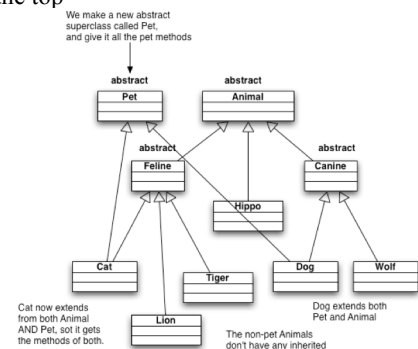 the top
We make a new abstract
superclass called Pet,
and give it all the pet methods
abstract
abstract
Pet
Animal
abstract
abstract
Feline
Canine
Hippo
Cat
Tiger
Dog
Wolf
Lion
Cat now extends
from both Animal
AND Pet, sot it gets
the methods of both.
Dog extends both
Pet and Animal
The non-pet Animals
don't have any inherited